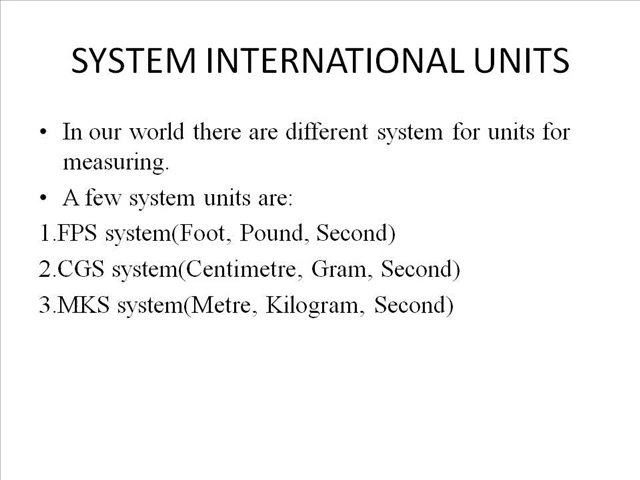 SYSTEM INTERNATIONAL UNITS
• In our world there are different system for units for
measuring.
• A few system units are:
1.FPS system(Foot, Pound, Second)
2.CGS system(Centimetre, Gram, Second)
3.MKS system(Metre, Kilogram, Second)